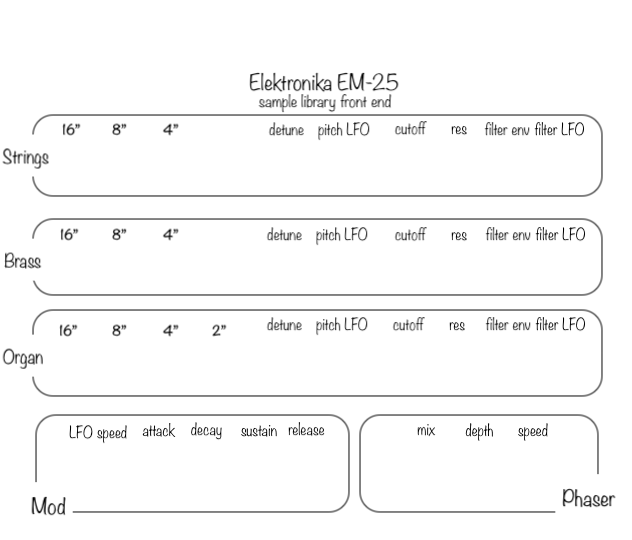 Elektronika EM-25
sample library front end
16” 8” 4” detune pitch LFO cutoff res filter env filter LFO
Strings
16” 8” 4” detune pitch LFO cutoff res filter env filter LFO
Brass
16” 8” 4” 2” detune pitch LFO cutoff res filter env filter LFO
Organ
LFO speed attack decay sustain release
Mod
mix depth speed
Phaser